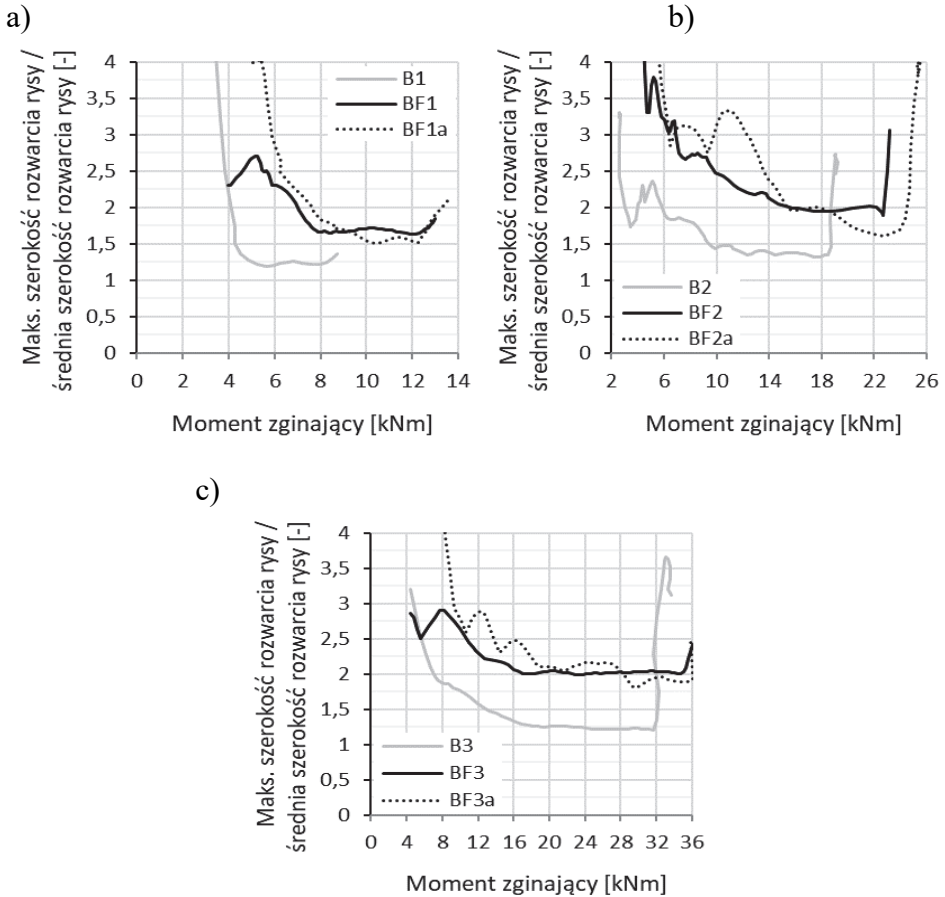 a)
Maks. szerokość rozwarcia rysy /
średnia szerokość rozwarcia rysy [-]
4
3,5
3
2,5
2
1,5
1
0,5
0
B1
BF1
BF1a
0 2 4 6 8 10 12 14
Moment zginający [kNm]
b)
Maks. szerokość rozwarcia rysy /
średnia szerokość rozwarcia rysy [-]
4
3,5
3
2,5
2
1,5
1
0,5
0
B2
BF2
BF2a
2 6 10 14 18 22 26
Moment zginający [kNm]
c)
Maks. szerokość rozwarcia rysy /
średnia szerokość rozwarcia rysy [-]
4
3,5
3
2,5
2
1,5
1
0,5
0
B3
BF3
BF3a
0 4 8 12 16 20 24 28 32 36
Moment zginający [kNm]